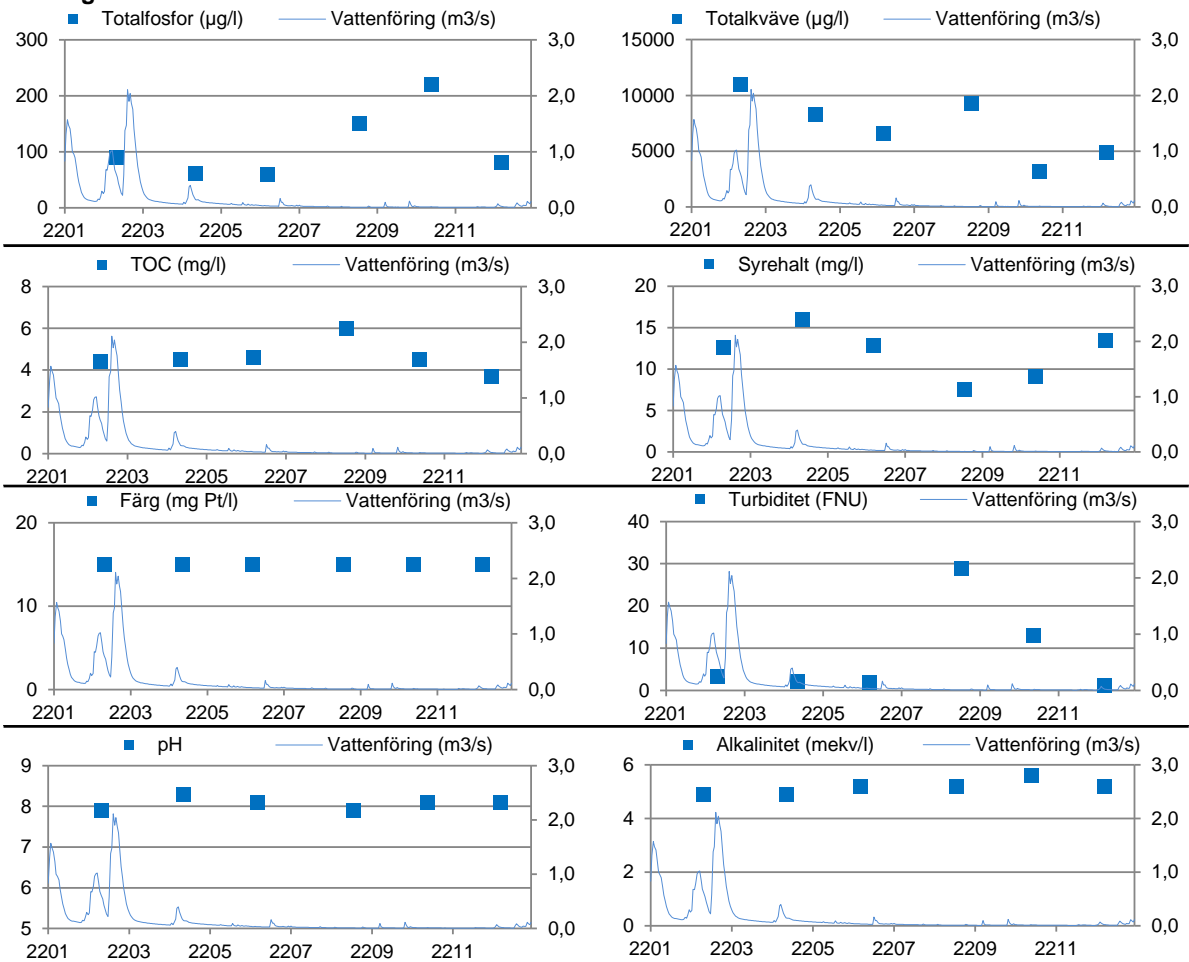 Totalfosfor (µg/l) Vattenföring (m3/s)
300 3,0
200 2,0
100 1,0
0 0,0
2201 2203 2205 2207 2209 2211
Totalkväve (µg/l) Vattenföring (m3/s)
15000 3,0
10000 2,0
5000 1,0
0 0,0
2201 2203 2205 2207 2209 2211
TOC (mg/l) Vattenföring (m3/s)
8 3,0
6 2,0
4
2 1,0
0 0,0
2201 2203 2205 2207 2209 2211
Syrehalt (mg/l) Vattenföring (m3/s)
20 3,0
15 2,0
10
5 1,0
0 0,0
2201 2203 2205 2207 2209 2211
Färg (mg Pt/l) Vattenföring (m3/s)
20 3,0
2,0
10
1,0
0 0,0
2201 2203 2205 2207 2209 2211
Turbiditet (FNU) Vattenföring (m3/s)
40 3,0
30 2,0
20
10 1,0
0 0,0
2201 2203 2205 2207 2209 2211
pH Vattenföring (m3/s)
9 3,0
8 2,0
7
6 1,0
5 0,0
2201 2203 2205 2207 2209 2211
Alkalinitet (mekv/l) Vattenföring (m3/s)
6 3,0
4 2,0
2 1,0
0 0,0
2201 2203 2205 2207 2209 2211